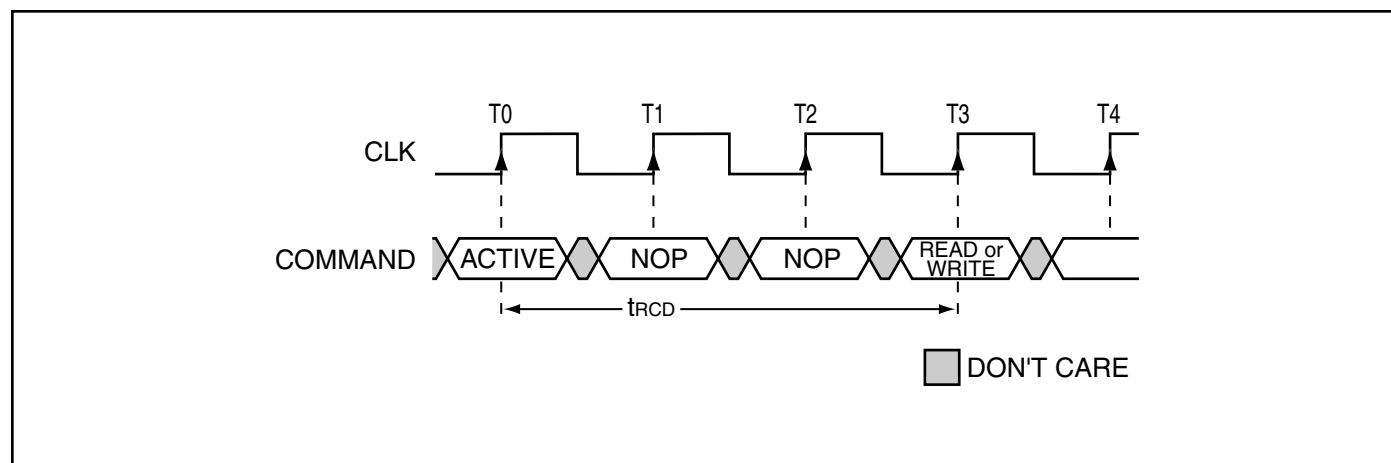 T0 T1 T2 T3 T4
CLK
COMMAND ACTIVE NOP NOP READ or
WRITE
tRCD
DON'T CARE